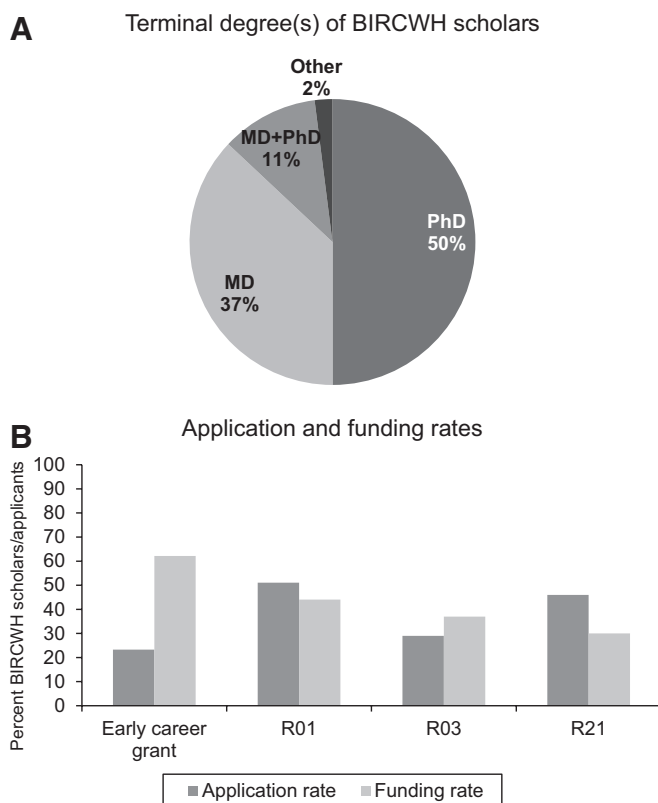 A
Terminal degree(s) of BIRCWH scholars
Other
2%
MD+PhD
11%
PhD
50%
MD
37%
B
Application and funding rates
Percent BIRCWH scholars/applicants
100
90
80
70
60
50
40
30
20
10
0
Early career
grant
R01
R03
R21
Application rate
Funding rate